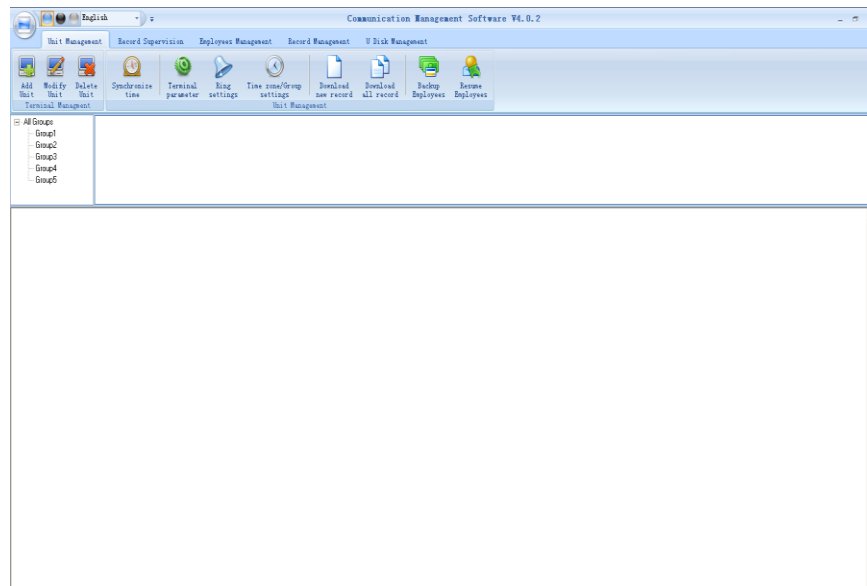 English
Communication Management Software V4.0.2
Unit Management Record Supervision Employees Management Record Management U Disk Management
Add Unit
Modify Unit
Delete Unit
Synchronize time
Terminal parameter
Ring settings
Time zone/Group settings
Download new record
Download all record
Backup Employees
Resume Employees
Terminal Managment
Unit Management
All Groups
Group1
Group2
Group3
Group4
Group5